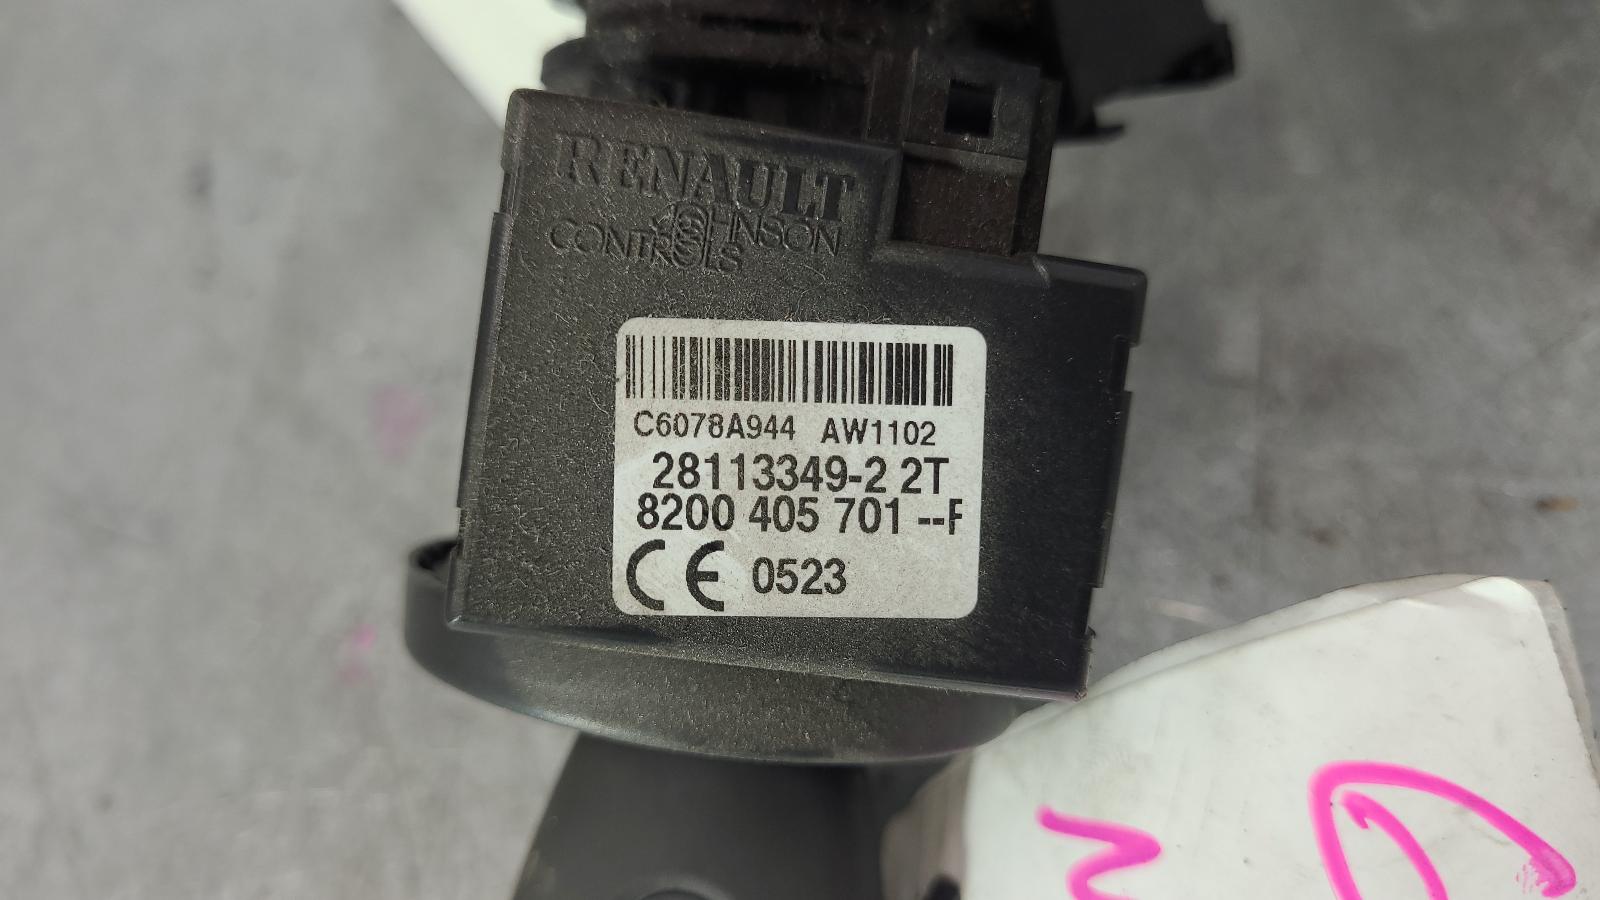 RENAULT
JOHNSON
CONTROLS
C6078A944 AW1102
28113349-2 2T
8200 405 701 --F
CE 0523